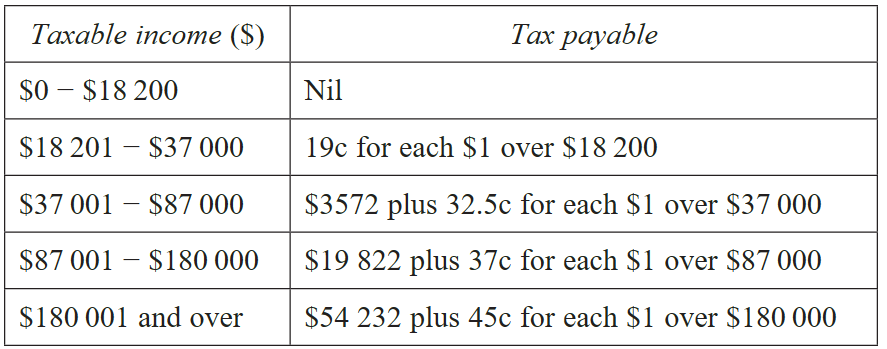 Taxable income ($) Tax payable
$0 − $18 200 Nil
$18 201 − $37 000 19c for each $1 over $18 200
$37 001 − $87 000 $3572 plus 32.5c for each $1 over $37 000
$87 001 − $180 000 $19 822 plus 37c for each $1 over $87 000
$180 001 and over $54 232 plus 45c for each $1 over $180 000